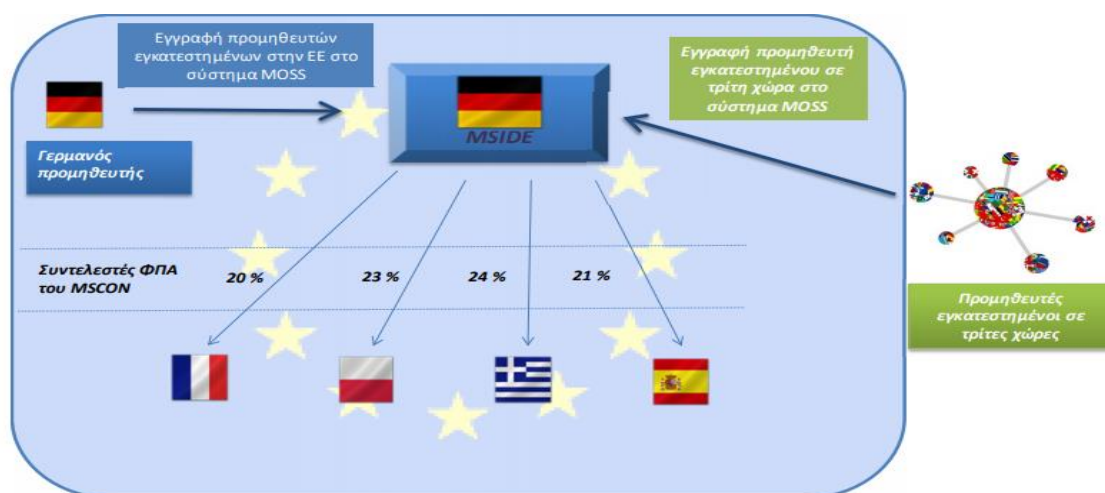 Εγγραφή προμηθευτών
εγκατεστημένων στην ΕΕ στο
σύστημα MOSS
Εγγραφή προμηθευτή
εγκατεστημένου σε
τρίτη χώρα στο
σύστημα MOSS
MSIDE
Γερμανός
προμηθευτής
Συντελεστές ΦΠΑ
του MSCON
20 %
23 %
24 %
21 %
Προμηθευτές
εγκατεστημένοι σε
τρίτες χώρες